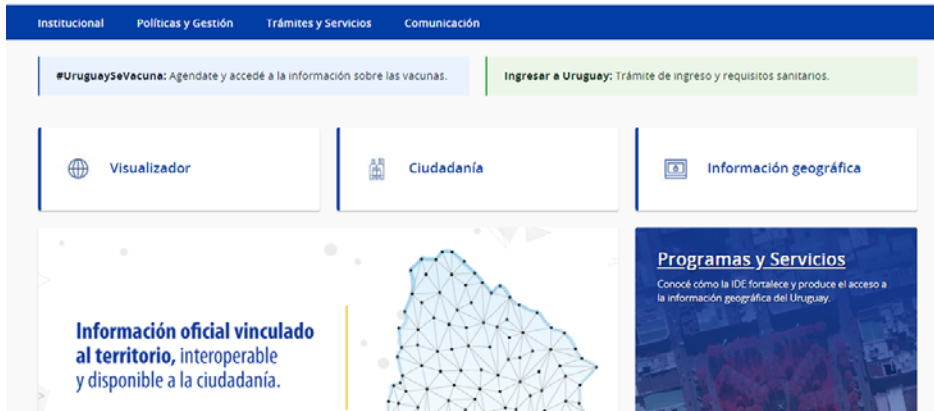 Institucional Políticas y Gestión Trámites y Servicios Comunicación
#UruguaySeVacuna: Agendate y accedé a la información sobre las vacunas.
Ingresar a Uruguay: Trámite de ingreso y requisitos sanitarios.
Visualizador
Ciudadanía
Información geográfica
Información oficial vinculado
al territorio, interoperable
y disponible a la ciudadanía.
Programas y Servicios
Conocé cómo la IDE fortalece y produce el acceso a
la información geográfica del Uruguay.